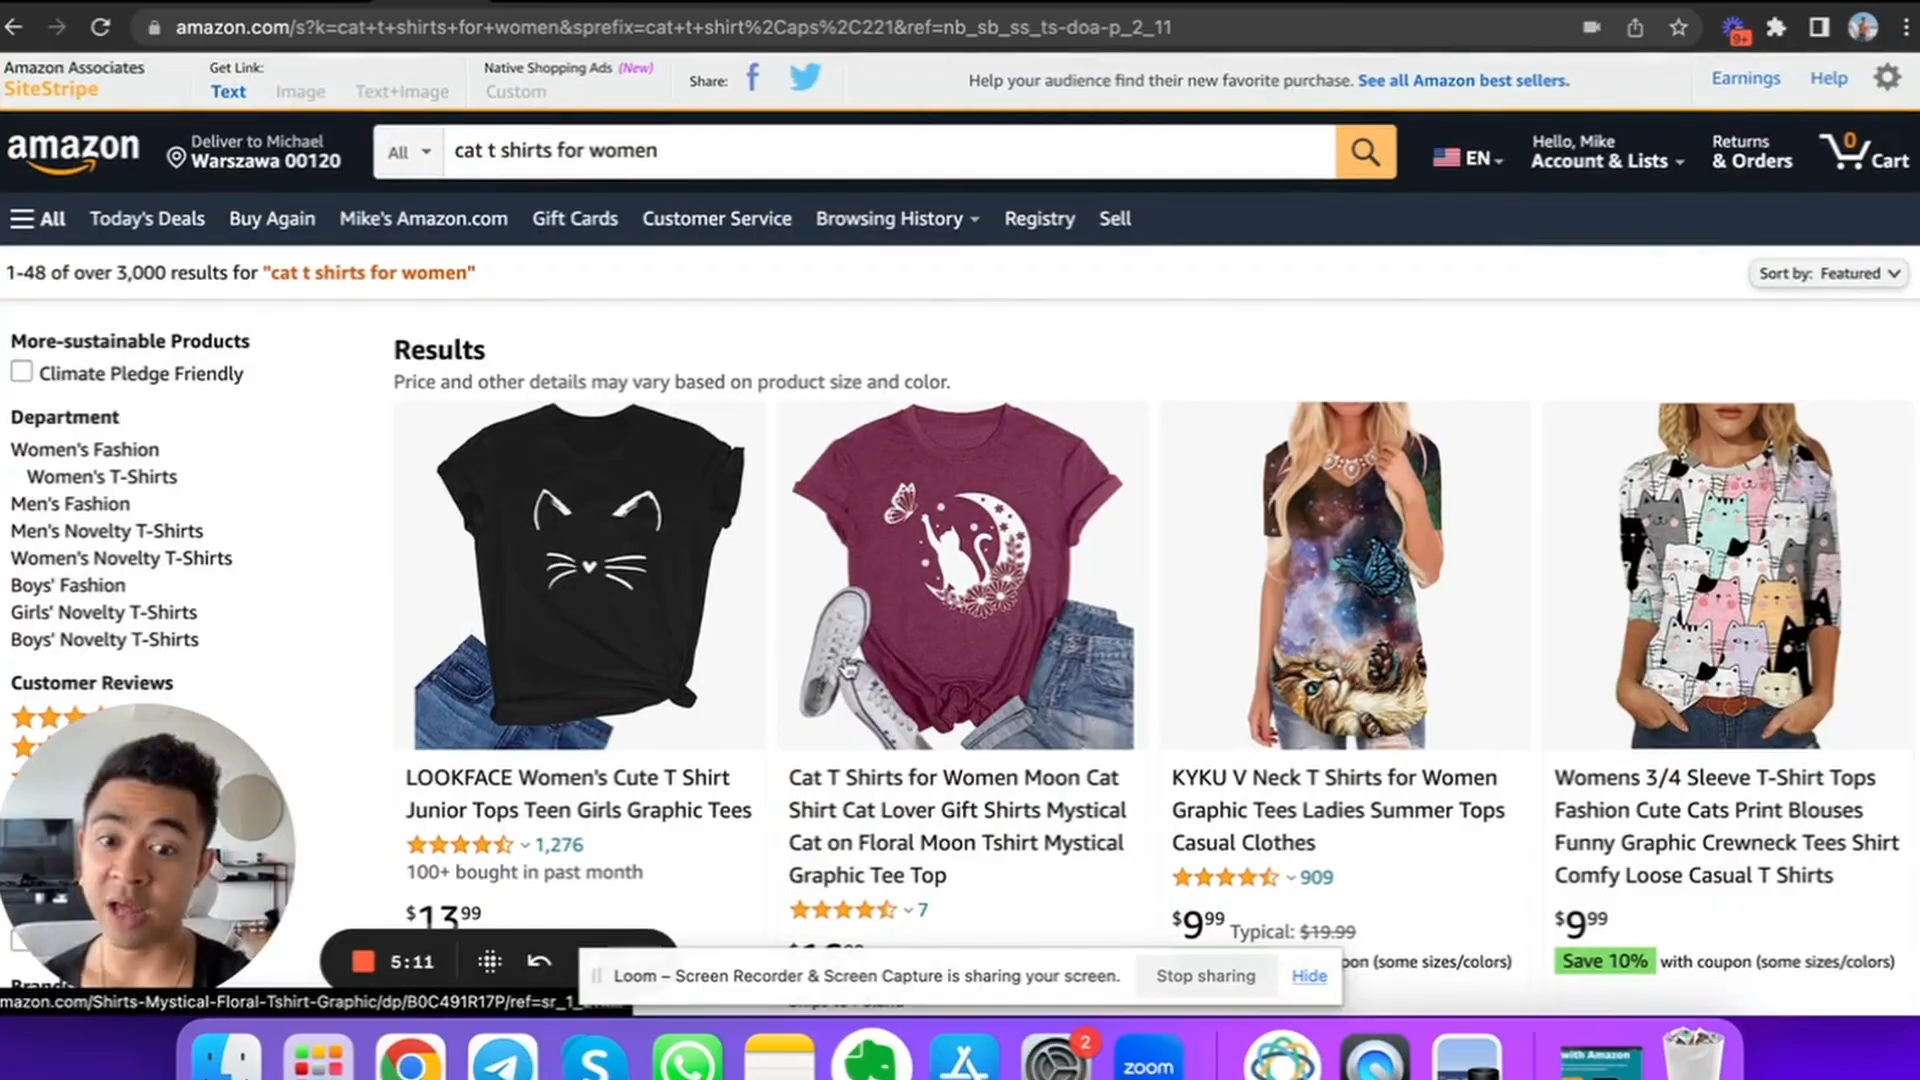 amazon.com/s?k=cat+t+shirts+for+women&sprefix=cat+t+shirt%2Caps%2C221&ref=nb_sb_ss_ts-doa-p_2_11
9+
Amazon Associates
SiteStripe
Get Link:
Text
Image
Text+Image
Native Shopping Ads (New)
Custom
Share:
Help your audience find their new favorite purchase. See all Amazon best sellers.
Earnings
Help
amazon
Deliver to Michael
Warszawa 00120
All
cat t shirts for women
EN
Hello, Mike
Account & Lists
Returns
& Orders
0
Cart
All
Today's Deals
Buy Again
Mike's Amazon.com
Gift Cards
Customer Service
Browsing History
Registry
Sell
1-48 of over 3,000 results for "cat t shirts for women"
Sort by: Featured
More-sustainable Products
Climate Pledge Friendly
Department
Women's Fashion
Women's T-Shirts
Men's Fashion
Men's Novelty T-Shirts
Women's Novelty T-Shirts
Boys' Fashion
Girls' Novelty T-Shirts
Boys' Novelty T-Shirts
Customer Reviews
Results
Price and other details may vary based on product size and color.
LOOKFACE Women's Cute T Shirt
Junior Tops Teen Girls Graphic Tees
1,276
100+ bought in past month
$13.99
Cat T Shirts for Women Moon Cat
Shirt Cat Lover Gift Shirts Mystical
Cat on Floral Moon Tshirt Mystical
Graphic Tee Top
7
KYKU V Neck T Shirts for Women
Graphic Tees Ladies Summer Tops
Casual Clothes
909
$9.99 Typical: $19.99
(some sizes/colors)
Womens 3/4 Sleeve T-Shirt Tops
Fashion Cute Cats Print Blouses
Funny Graphic Crewneck Tees Shirt
Comfy Loose Casual T Shirts
$9.99
Save 10% with coupon (some sizes/colors)
5:11
Loom – Screen Recorder & Screen Capture is sharing your screen.
Stop sharing
Hide
mazon.com/Shirts-Mystical-Floral-Tshirt-Graphic/dp/B0C491R17P/ref=sr_1_
2
zoom
with Amazon